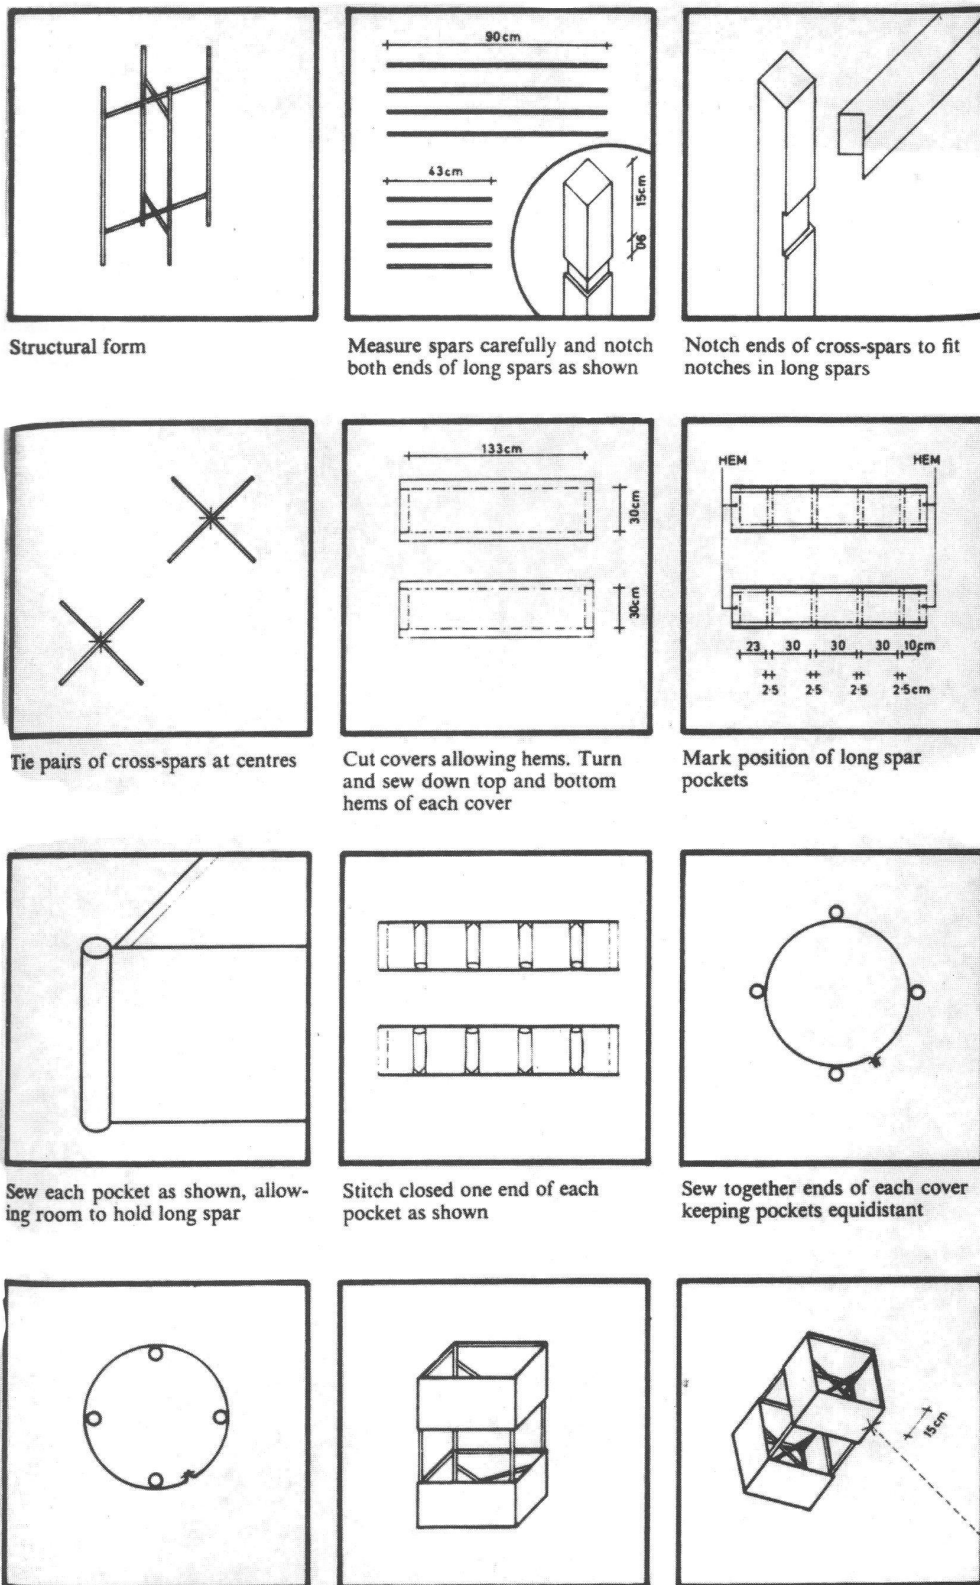 90cm
43cm
15cm
06
Structural form
Measure spars carefully and notch
both ends of long spars as shown
Notch ends of cross-spars to fit
notches in long spars
133cm
30cm
30cm
HEM
HEM
23 30 30 30 10cm
2·5 2·5 2·5 2·5cm
Tie pairs of cross-spars at centres
Cut covers allowing hems. Turn
and sew down top and bottom
hems of each cover
Mark position of long spar
pockets
Sew each pocket as shown, allow-
ing room to hold long spar
Stitch closed one end of each
pocket as shown
Sew together ends of each cover
keeping pockets equidistant
15cm